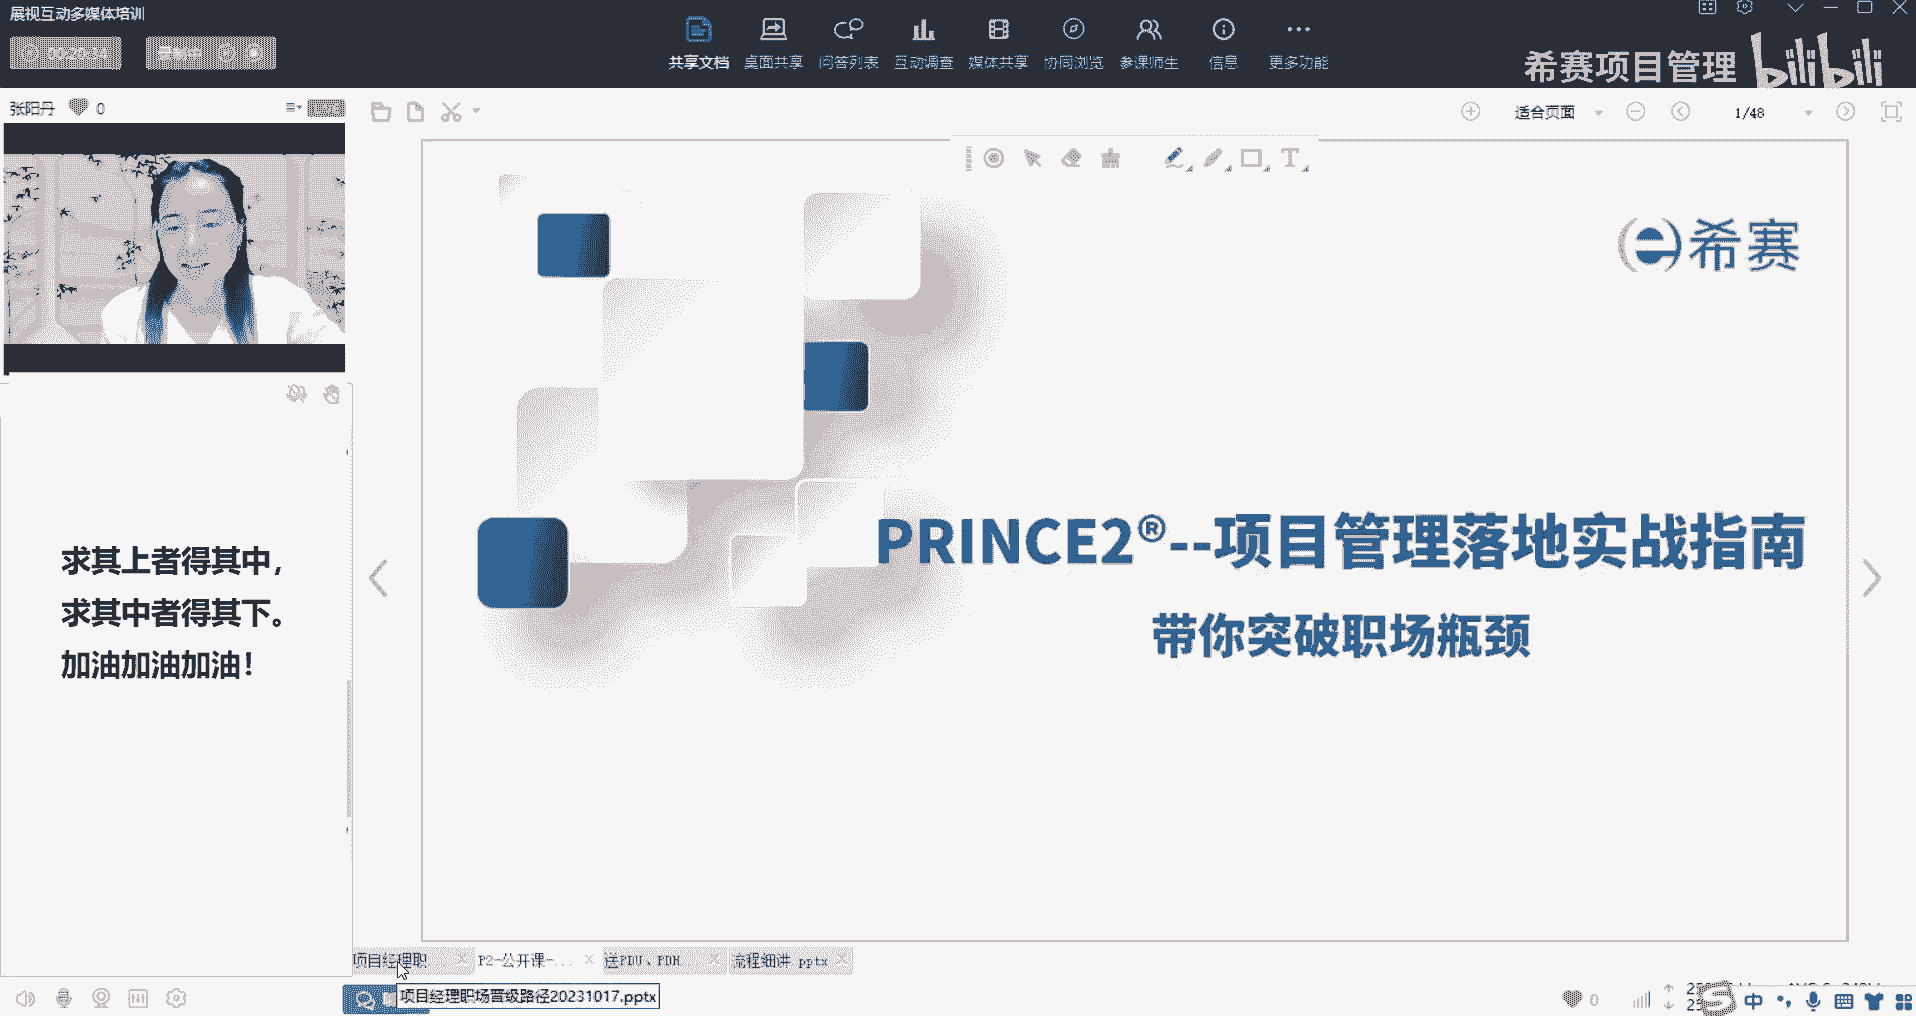 展视互动多媒体培训
共享文档 桌面共享 问答列表 互动调查 媒体共享 协同浏览 参课师生 信息 更多功能
希赛项目管理 bilibili
张阳丹 0
适合页面 1/48
希赛
PRINCE2®--项目管理落地实战指南
带你突破职场瓶颈
求其上者得其中，
求其中者得其下。
加油加油加油！
项目经理职 P2-公开课-... 送PDU、PDH 流程细讲.pptx
项目经理职场晋级路径20231017.pptx
0
中